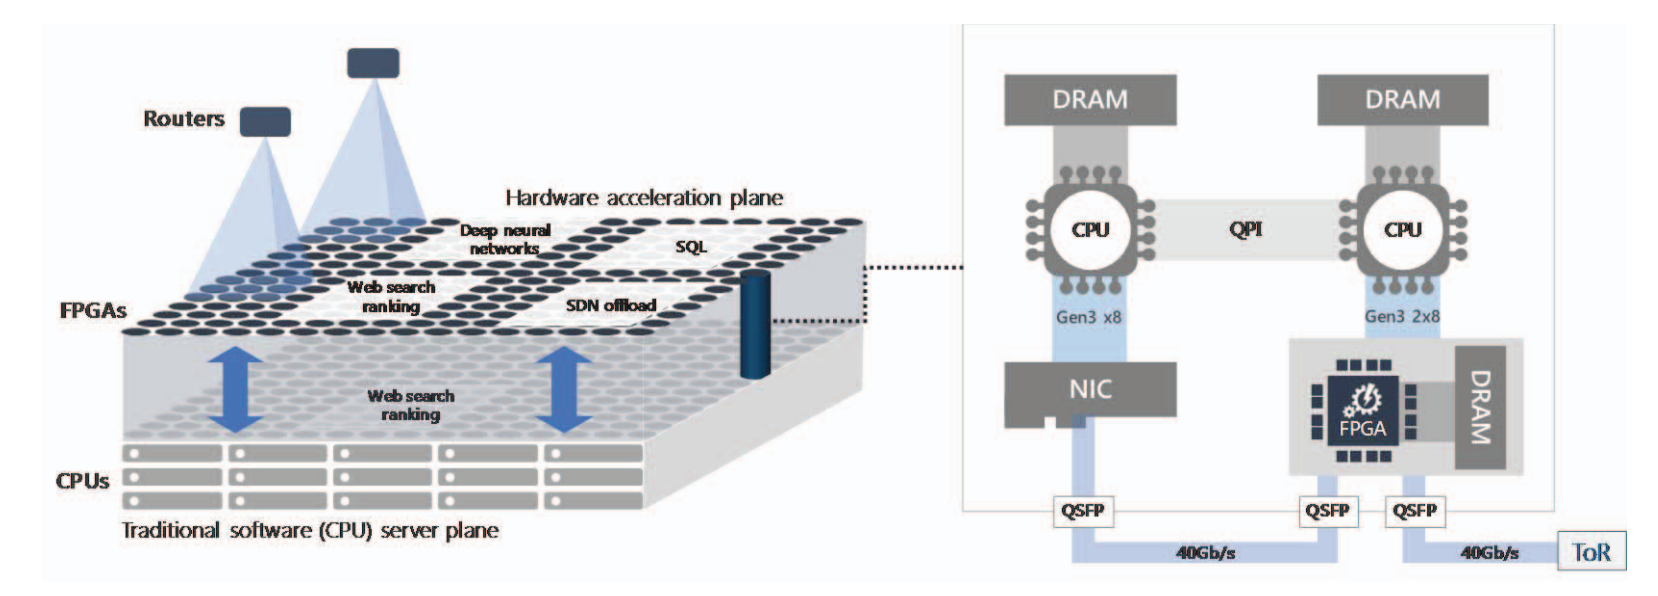 Routers
Hardware acceleration plane
Deep neural
networks
SQL
Web search
ranking
SDN offload
FPGAs
Web search
ranking
CPUs
Traditional software (CPU) server plane
DRAM
DRAM
CPU
QPI
CPU
Gen3 x8
Gen3 2x8
NIC
FPGA
DRAM
QSFP
QSFP
QSFP
40Gb/s
40Gb/s
ToR